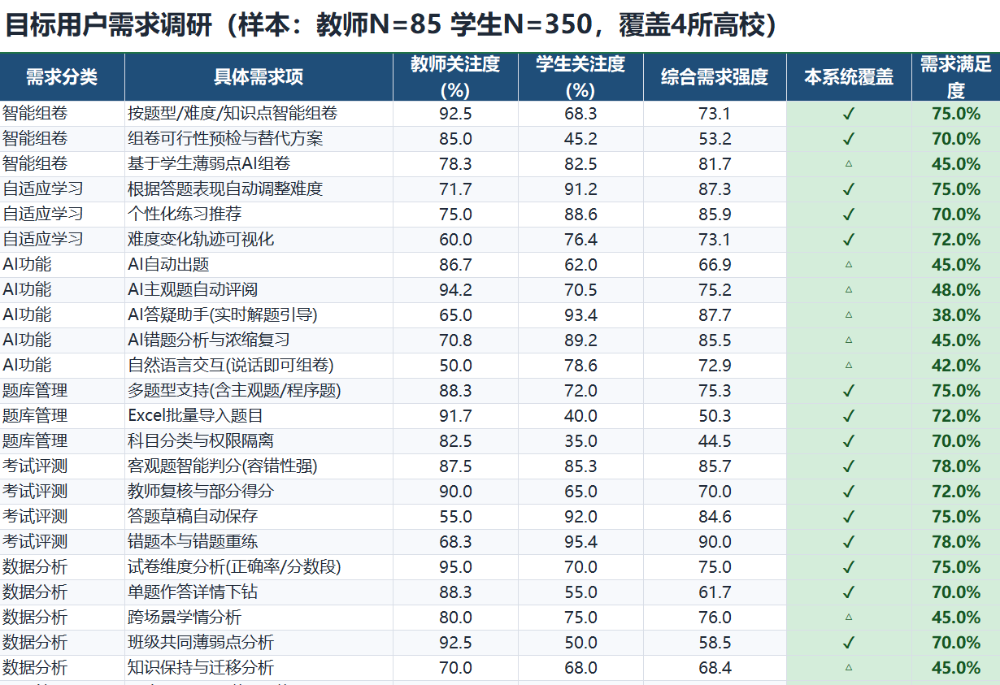 目标用户需求调研（样本：教师N=85 学生N=350，覆盖4所高校）
需求分类 具体需求项 教师关注度(%) 学生关注度(%) 综合需求强度 本系统覆盖 需求满足度
智能组卷 按题型/难度/知识点智能组卷 92.5 68.3 73.1 ✓ 75.0%
智能组卷 组卷可行性预检与替代方案 85.0 45.2 53.2 ✓ 70.0%
智能组卷 基于学生薄弱点AI组卷 78.3 82.5 81.7 △ 45.0%
自适应学习 根据答题表现自动调整难度 71.7 91.2 87.3 ✓ 75.0%
自适应学习 个性化练习推荐 75.0 88.6 85.9 ✓ 70.0%
自适应学习 难度变化轨迹可视化 60.0 76.4 73.1 ✓ 72.0%
AI功能 AI自动出题 86.7 62.0 66.9 △ 45.0%
AI功能 AI主观题自动评阅 94.2 70.5 75.2 △ 48.0%
AI功能 AI答疑助手(实时解题引导) 65.0 93.4 87.7 △ 38.0%
AI功能 AI错题分析与浓缩复习 70.8 89.2 85.5 △ 45.0%
AI功能 自然语言交互(说话即可组卷) 50.0 78.6 72.9 △ 42.0%
题库管理 多题型支持(含主观题/程序题) 88.3 72.0 75.3 ✓ 75.0%
题库管理 Excel批量导入题目 91.7 40.0 50.3 ✓ 72.0%
题库管理 科目分类与权限隔离 82.5 35.0 44.5 ✓ 70.0%
考试评测 客观题智能判分(容错性强) 87.5 85.3 85.7 ✓ 78.0%
考试评测 教师复核与部分得分 90.0 65.0 70.0 ✓ 72.0%
考试评测 答题草稿自动保存 55.0 92.0 84.6 ✓ 75.0%
考试评测 错题本与错题重练 68.3 95.4 90.0 ✓ 78.0%
数据分析 试卷维度分析(正确率/分数段) 95.0 70.0 75.0 ✓ 75.0%
数据分析 单题作答详情下钻 88.3 55.0 61.7 ✓ 70.0%
数据分析 跨场景学情分析 80.0 75.0 76.0 △ 45.0%
数据分析 班级共同薄弱点分析 92.5 50.0 58.5 ✓ 70.0%
数据分析 知识保持与迁移分析 70.0 68.0 68.4 △ 45.0%